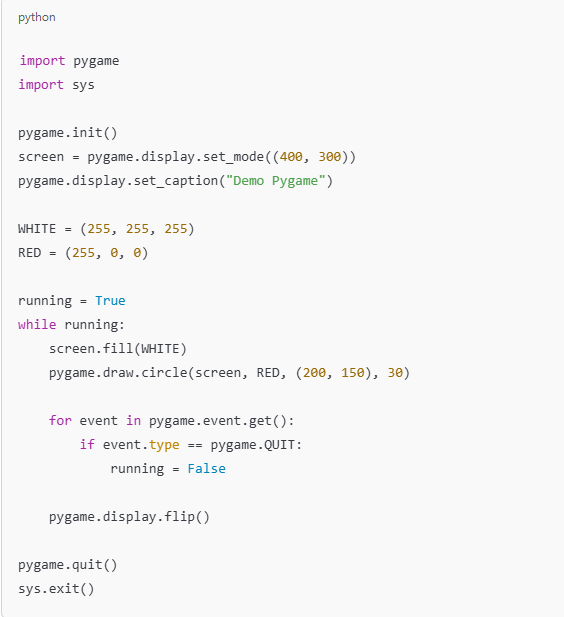 python
import pygame
import sys
pygame.init()
screen = pygame.display.set_mode((400, 300))
pygame.display.set_caption("Demo Pygame")
WHITE = (255, 255, 255)
RED = (255, 0, 0)
running = True
while running:
    screen.fill(WHITE)
    pygame.draw.circle(screen, RED, (200, 150), 30)
    for event in pygame.event.get():
        if event.type == pygame.QUIT:
            running = False
    pygame.display.flip()
pygame.quit()
sys.exit()